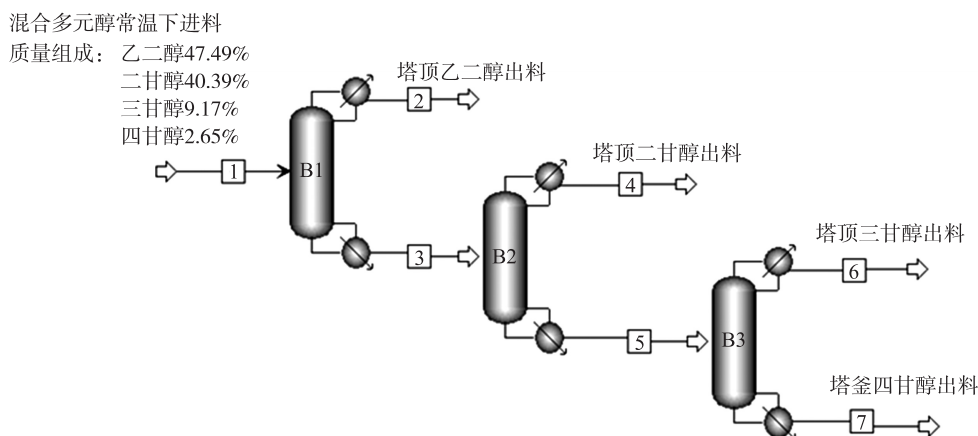 混合多元醇常温下进料
质量组成： 乙二醇47.49%
二甘醇40.39%
三甘醇9.17%
四甘醇2.65%
塔顶乙二醇出料
2
1
B1
塔顶二甘醇出料
4
3
B2
塔顶三甘醇出料
6
5
B3
塔釜四甘醇出料
7